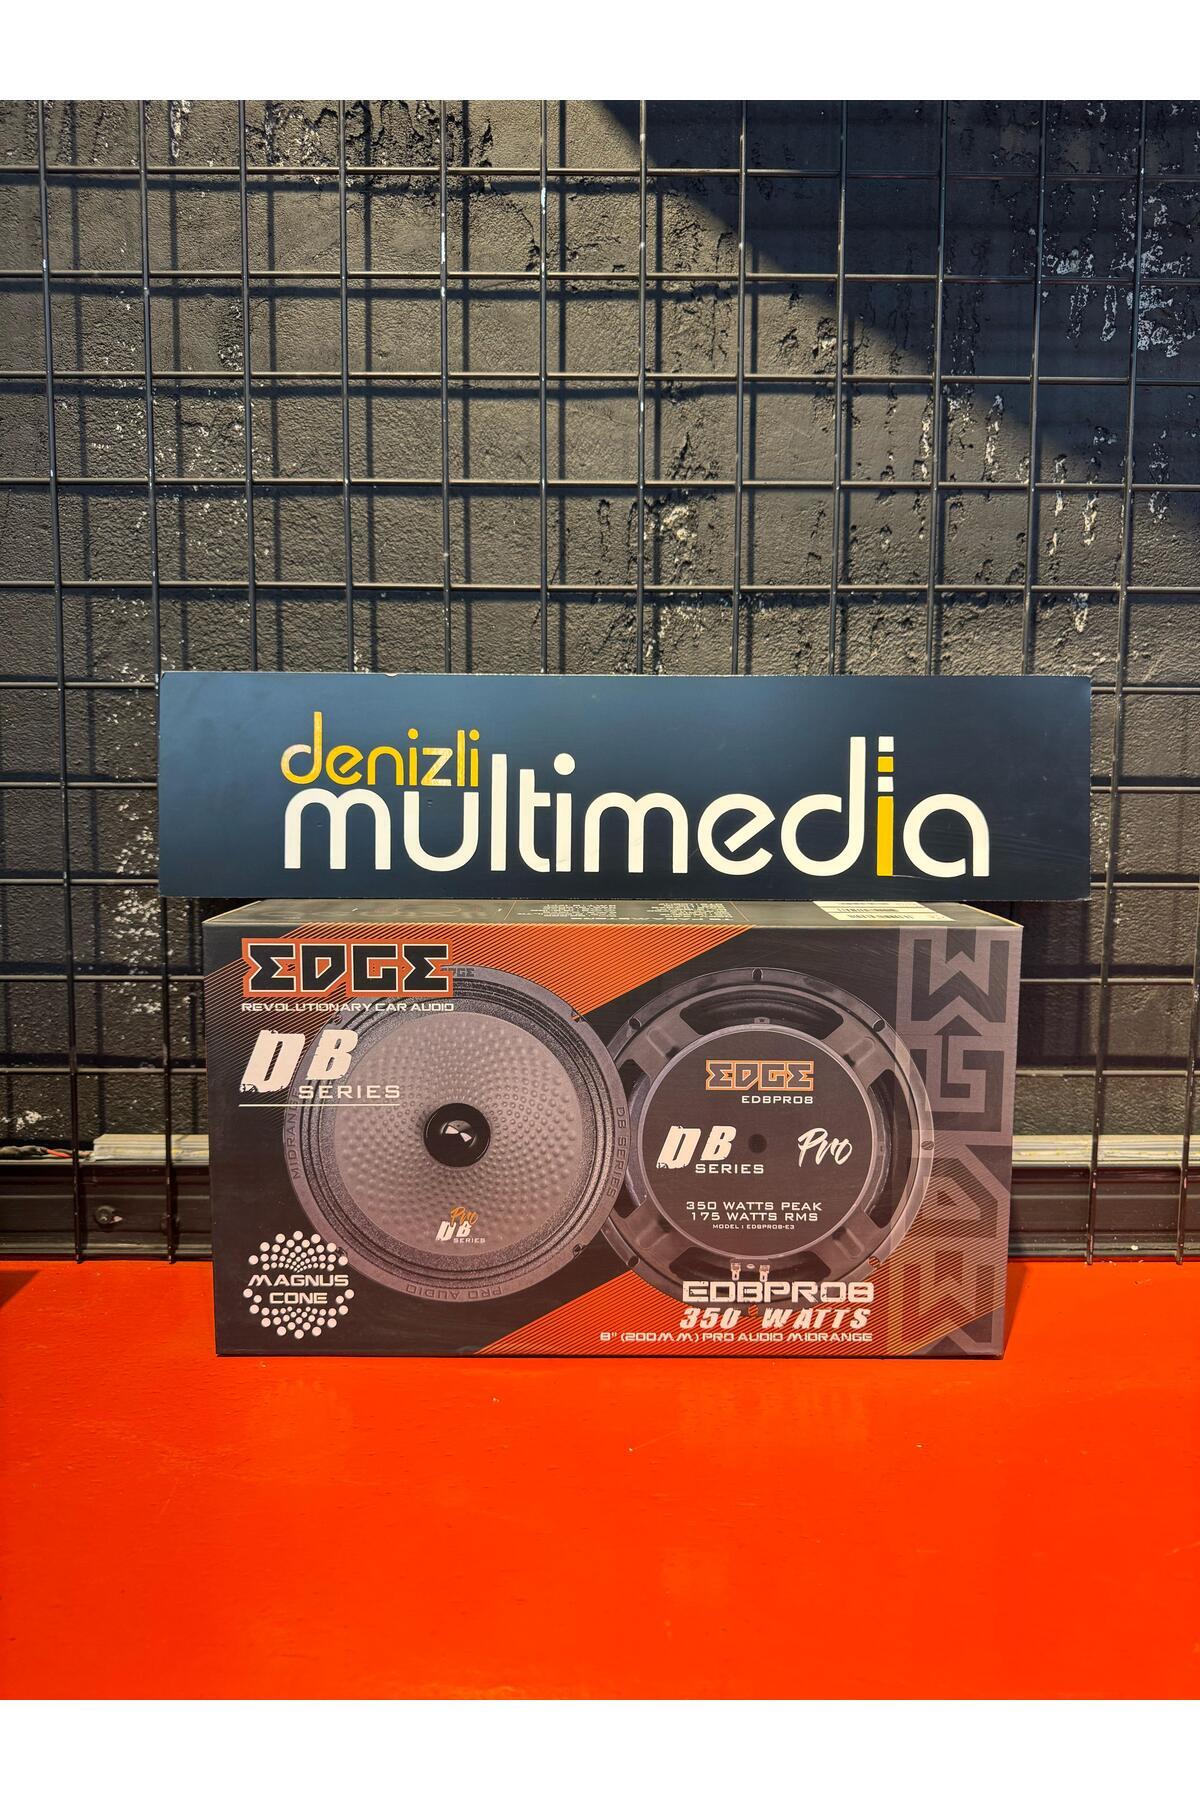 denizli
multimedia
EDGE
REVOLUTIONARY CAR AUDIO
DB
SERIES
MIDRANGE
DB SERIES
PRO AUDIO
Pro
DB
SERIES
MAGNUS
CONE
EDGE
EDBPRO8
DB
SERIES
Pro
350 WATTS PEAK
175 WATTS RMS
MODEL : EDBPRO8-E3
EDBPRO8
350 WATTS
8" (200MM) PRO AUDIO MIDRANGE